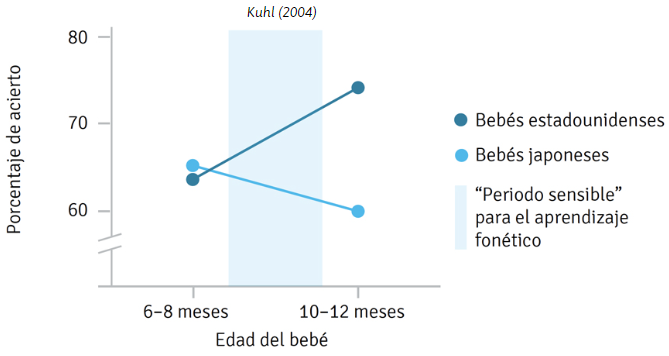 Kuhl (2004)
80
70
60
Porcentaje de acierto
6–8 meses
10–12 meses
Edad del bebé
Bebés estadounidenses
Bebés japoneses
“Periodo sensible”
para el aprendizaje
fonético